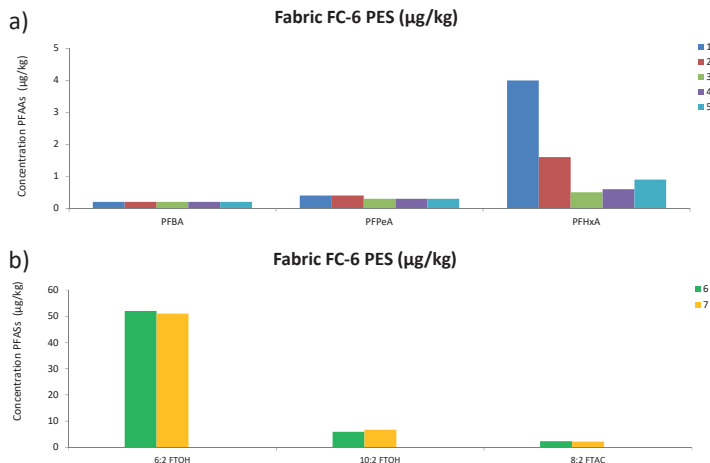 a)
Fabric FC-6 PES (µg/kg)
Concentration PFAAs (µg/kg)
5
4
3
2
1
0
PFBA
PFPeA
PFHxA
1
2
3
4
5
b)
Fabric FC-6 PES (µg/kg)
Concentration PFASs (µg/kg)
60
50
40
30
20
10
0
6:2 FTOH
10:2 FTOH
8:2 FTAC
6
7